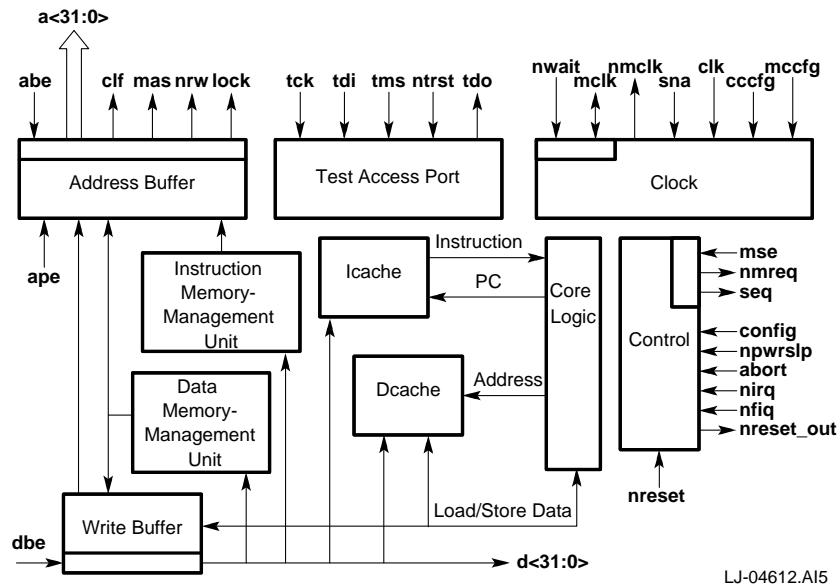 a<31:0>
abe clf mas nrw lock
tck tdi tms ntrst tdo
nwait mclk nmclk sna clk cccfg mccfg
Address Buffer
Test Access Port
Clock
ape
Instruction
Memory-
Management
Unit
Icache
Instruction
PC
Core
Logic
Control
mse
nmreq
seq
config
npwrslp
abort
nirq
nfiq
nreset_out
nreset
Data
Memory-
Management
Unit
Dcache
Address
Write Buffer
Load/Store Data
dbe
d<31:0>
LJ-04612.AI5